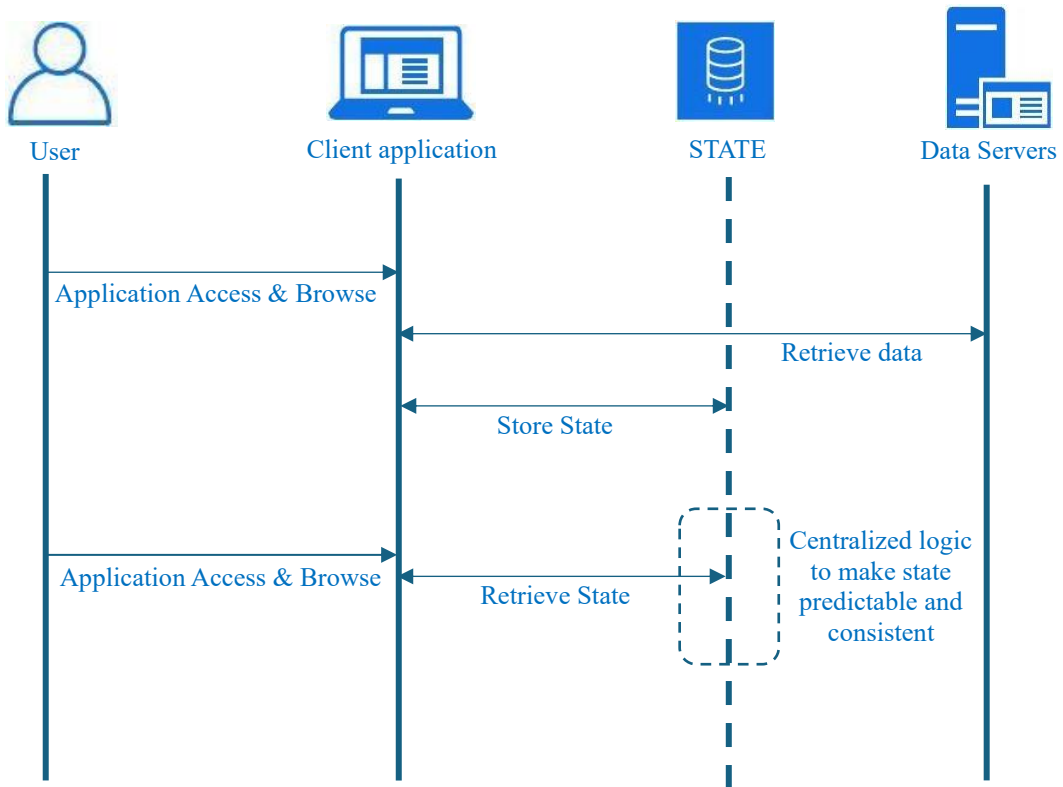 User
Client application
STATE
Data Servers
Application Access & Browse
Retrieve data
Store State
Application Access & Browse
Retrieve State
Centralized logic
to make state
predictable and
consistent